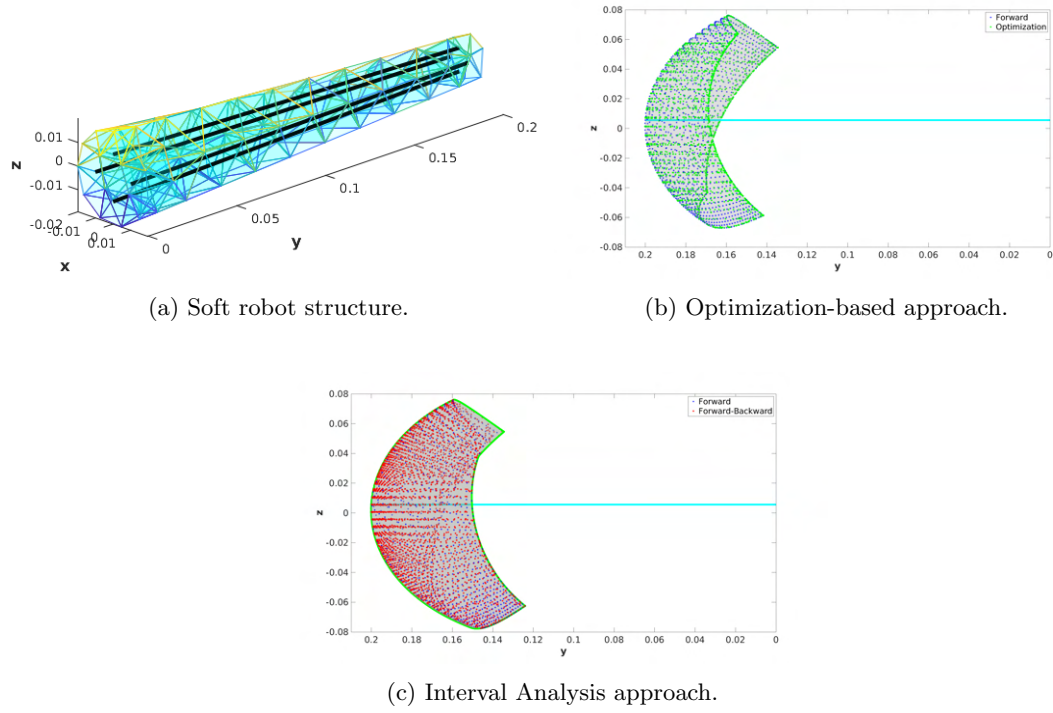 0.01
0
-0.01
z
-0.02
-0.01
0
0.01
x
0
0.05
0.1
0.15
0.2
y
(a) Soft robot structure.
0.08
0.06
0.04
0.02
0
-0.02
-0.04
-0.06
-0.08
z
Forward
Optimization
0.2 0.18 0.16 0.14 0.12 0.1 0.08 0.06 0.04 0.02 0
y
(b) Optimization-based approach.
0.08
0.06
0.04
0.02
0
-0.02
-0.04
-0.06
-0.08
z
Forward
Forward-Backward
0.2 0.18 0.16 0.14 0.12 0.1 0.08 0.06 0.04 0.02 0
y
(c) Interval Analysis approach.